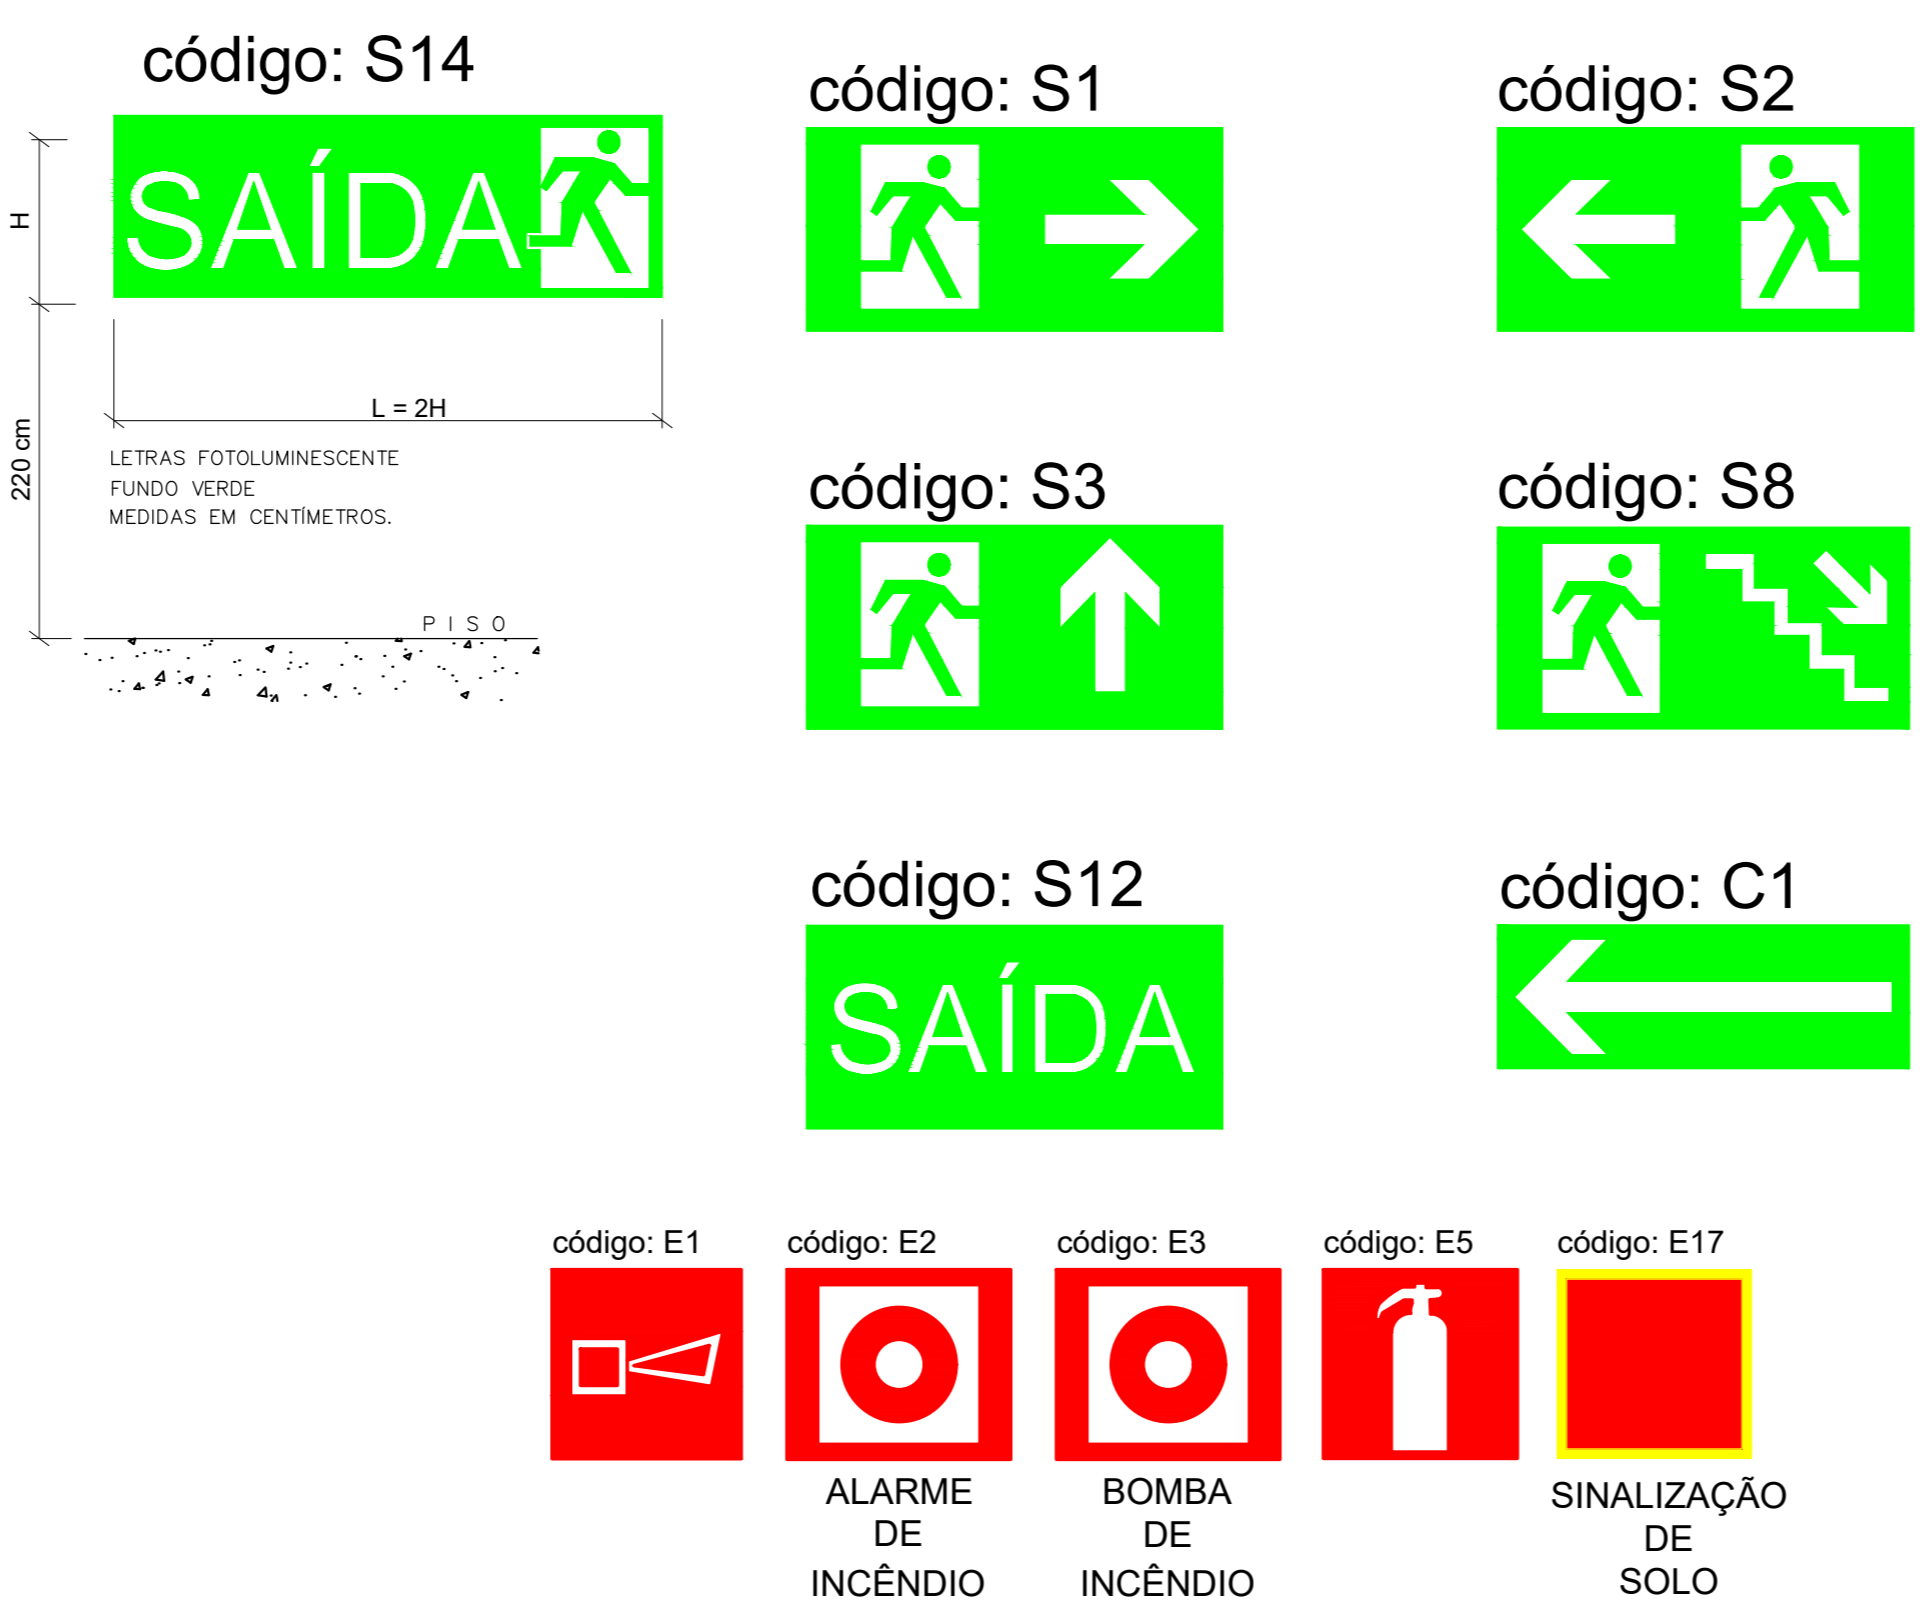 código: S14
SAÍDA
H
L = 2H
220 cm
LETRAS FOTOLUMINESCENTE
FUNDO VERDE
MEDIDAS EM CENTÍMETROS.
PISO
código: S1
código: S2
código: S3
código: S8
código: S12
SAÍDA
código: C1
código: E1
código: E2
ALARME
DE
INCÊNDIO
código: E3
BOMBA
DE
INCÊNDIO
código: E5
código: E17
SINALIZAÇÃO
DE
SOLO